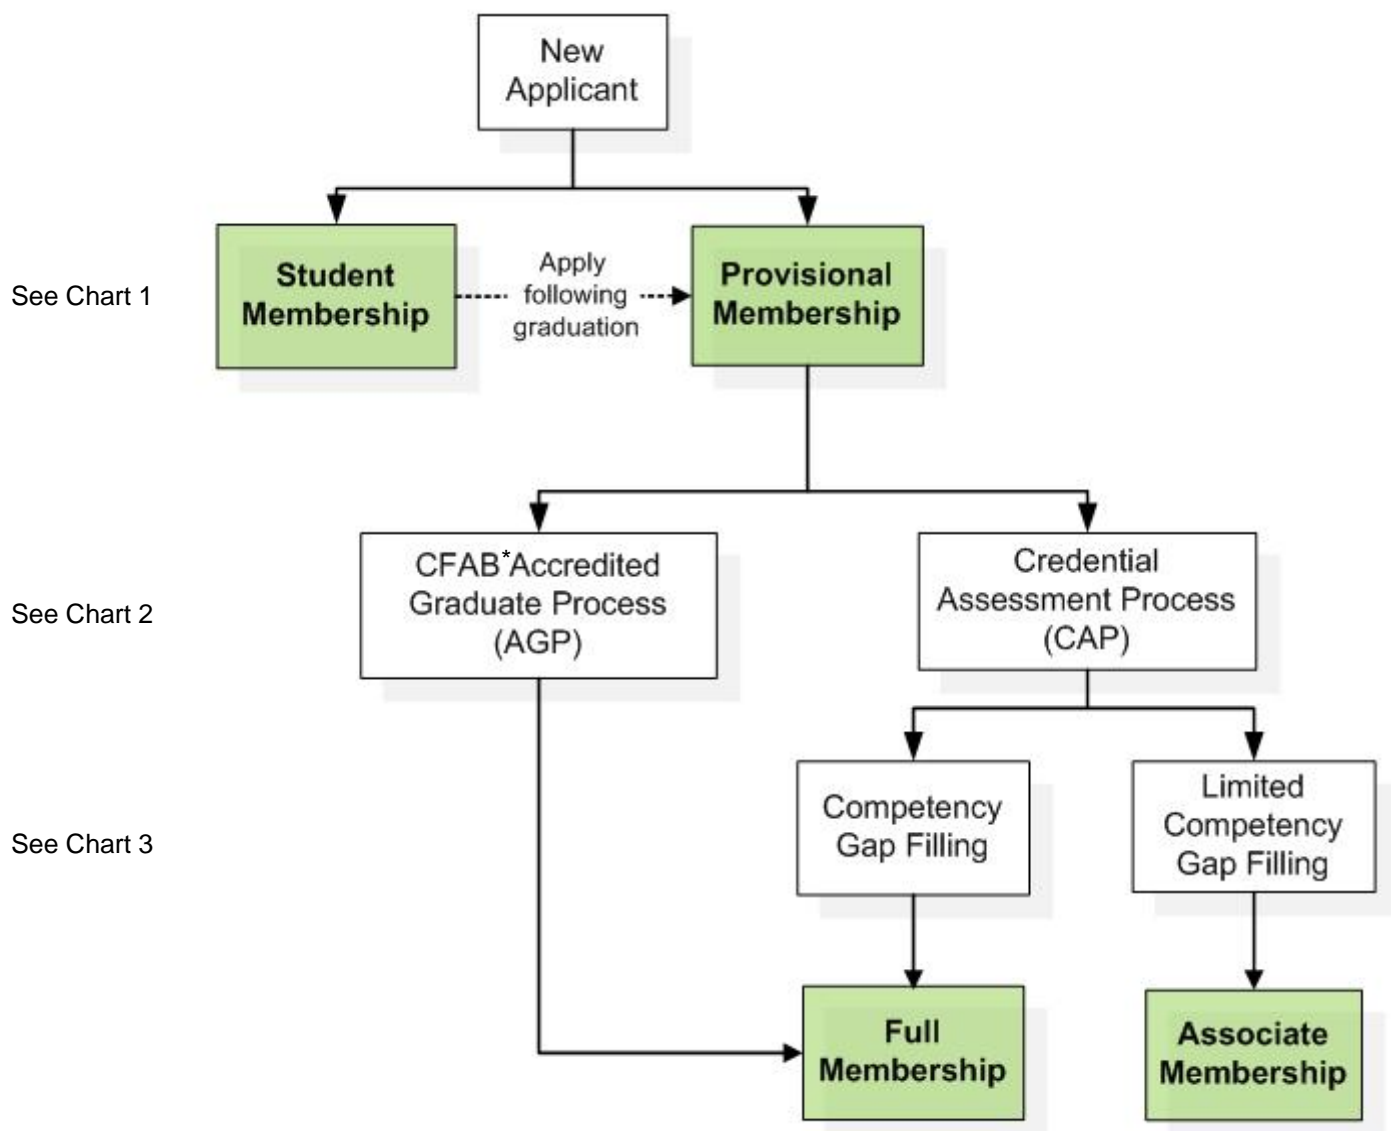 New
Applicant
See Chart 1
Student
Membership
Apply
following
graduation
Provisional
Membership
See Chart 2
CFAB*Accredited
Graduate Process
(AGP)
Credential
Assessment Process
(CAP)
See Chart 3
Competency
Gap Filling
Limited
Competency
Gap Filling
Full
Membership
Associate
Membership